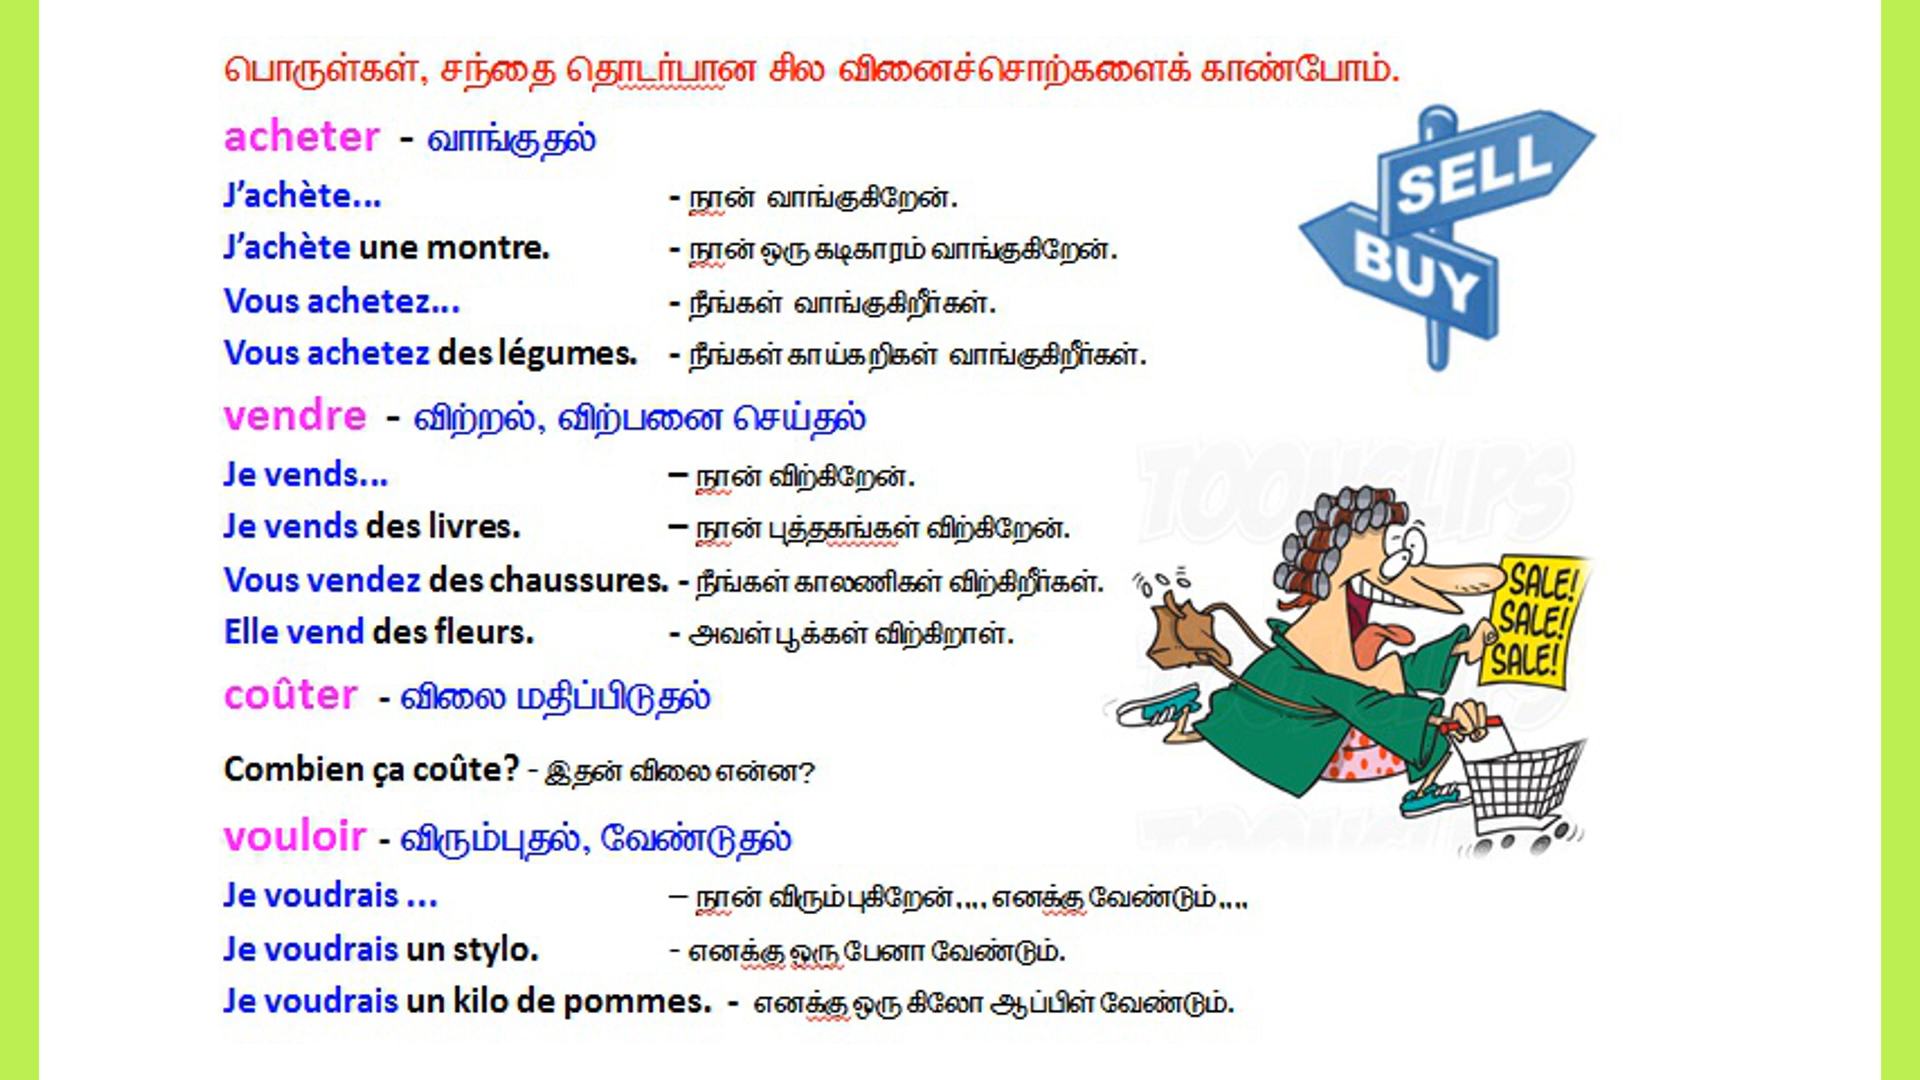 பொருள்கள், சந்தை தொடர்பான சில வினைச்சொற்களைக் காண்போம்.
acheter - வாங்குதல்
J’achète... - நான் வாங்குகிறேன்.
J’achète une montre. - நான் ஒரு கடிகாரம் வாங்குகிறேன்.
Vous achetez... - நீங்கள் வாங்குகிறீர்கள்.
Vous achetez des légumes. - நீங்கள் காய்கறிகள் வாங்குகிறீர்கள்.
SELL
BUY
vendre - விற்றல், விற்பனை செய்தல்
Je vends... – நான் விற்கிறேன்.
Je vends des livres. – நான் புத்தகங்கள் விற்கிறேன்.
Vous vendez des chaussures. - நீங்கள் காலணிகள் விற்கிறீர்கள்.
Elle vend des fleurs. - அவள் பூக்கள் விற்கிறாள்.
TOONCLIPS
SALE!
SALE!
SALE!
coûter - விலை மதிப்பிடுதல்
Combien ça coûte? - இதன் விலை என்ன?
vouloir - விரும்புதல், வேண்டுதல்
Je voudrais ... – நான் விரும்புகிறேன்.... எனக்கு வேண்டும்....
Je voudrais un stylo. - எனக்கு ஒரு பேனா வேண்டும்.
Je voudrais un kilo de pommes. - எனக்கு ஒரு கிலோ ஆப்பிள் வேண்டும்.